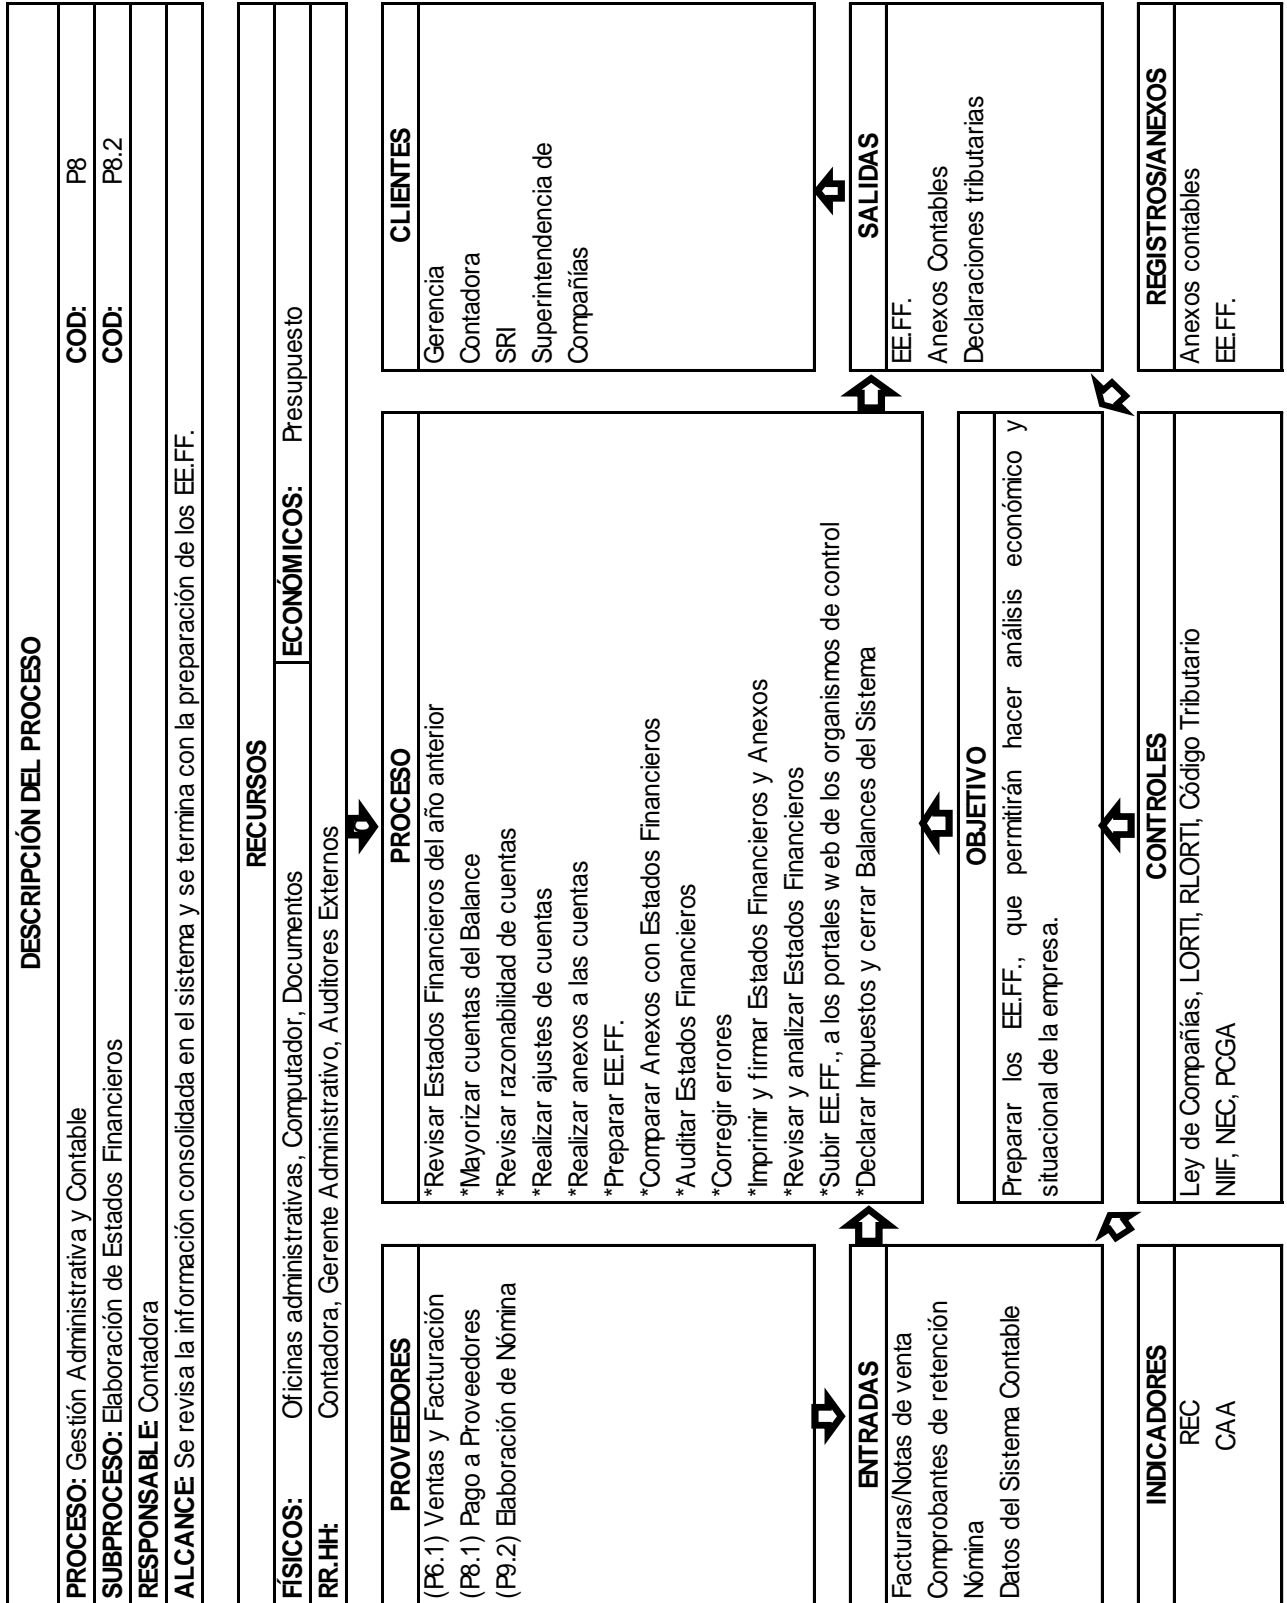 DESCRIPCIÓN DEL PROCESO
PROCESO: Gestión Administrativa y Contable COD: P8
SUBPROCESO: Elaboración de Estados Financieros COD: P8.2
RESPONSABLE: Contadora
ALCANCE: Se revisa la información consolidada en el sistema y se termina con la preparación de los EE.FF.
RECURSOS
FÍSICOS: Oficinas administrativas, Computador, Documentos ECONÓMICOS: Presupuesto
RR.HH: Contadora, Gerente Administrativo, Auditores Externos
PROVEEDORES
(P6.1) Ventas y Facturación
(P8.1) Pago a Proveedores
(P9.2) Elaboración de Nómina
PROCESO
*Revisar Estados Financieros del año anterior
*Mayorizar cuentas del Balance
*Revisar razonabilidad de cuentas
*Realizar ajustes de cuentas
*Realizar anexos a las cuentas
*Preparar EE.FF.
*Comparar Anexos con Estados Financieros
*Auditar Estados Financieros
*Corregir errores
*Imprimir y firmar Estados Financieros y Anexos
*Revisar y analizar Estados Financieros
*Subir EE.FF., a los portales web de los organismos de control
*Declarar Impuestos y cerrar Balances del Sistema
CLIENTES
Gerencia
Contadora
SRI
Superintendencia de
Compañías
ENTRADAS
Facturas/Notas de venta
Comprobantes de retención
Nómina
Datos del Sistema Contable
OBJETIVO
Preparar los EE.FF., que permitirán hacer análisis económico y
situacional de la empresa.
SALIDAS
EE.FF.
Anexos Contables
Declaraciones tributarias
INDICADORES
REC
CAA
CONTROLES
Ley de Compañías, LORTI, RLORTI, Código Tributario
NIIF, NEC, PCGA
REGISTROS/ANEXOS
Anexos contables
EE.FF.